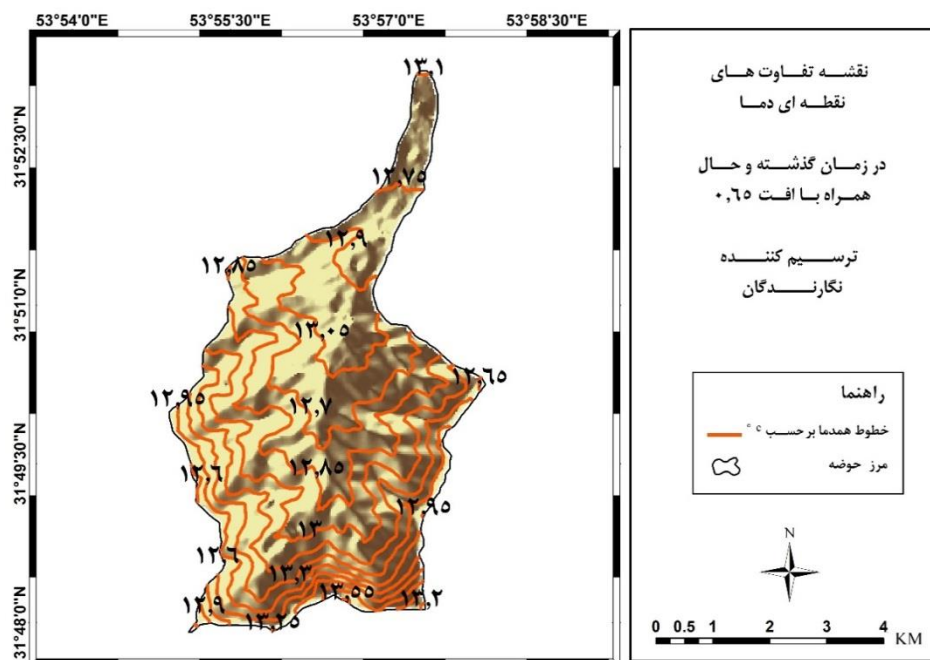 53°54'0"E 53°55'30"E 53°57'0"E 53°58'30"E
31°52'30"N
31°51'0"N
31°49'30"N
31°48'0"N
۱۳,۱
۱۲,۷۵
۱۲,۹
۱۲,۸۵
۱۳,۰۵
۱۲,۶۵
۱۲,۹۵
۱۲,۷
۱۲,۸۵
۱۲,۶
۱۲,۹۵
۱۳
۱۲,۶
۱۳,۳
۱۳,۵۵
۱۳,۲
۱۲,۹
۱۳,۲۵
نقشه تفاوت های
نقطه ای دما
در زمان گذشته و حال
همراه با افت ۰,۶۵
ترسیم کننده
نگارندگان
راهنما
خطوط همدما بر حسب c °
مرز حوضه
N
0 0.5 1 2 3 4
KM